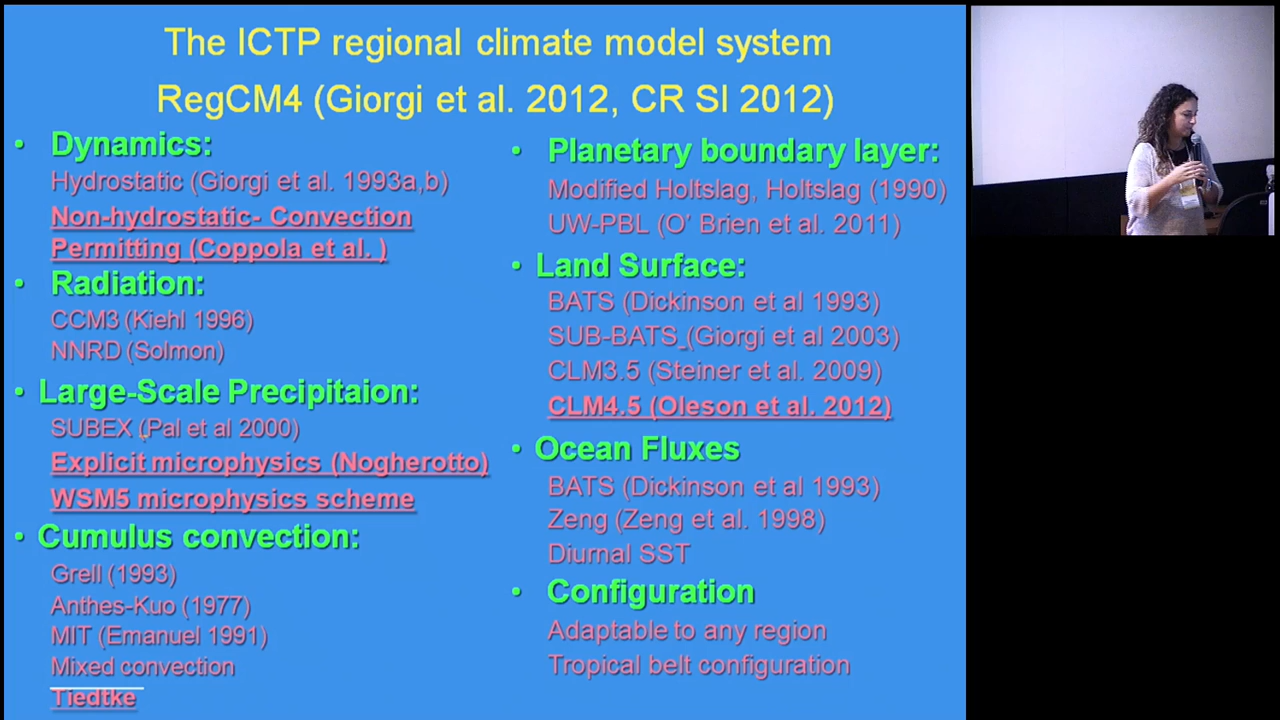 The ICTP regional climate model system
RegCM4 (Giorgi et al. 2012, CR SI 2012)
• Dynamics:
Hydrostatic (Giorgi et al. 1993a,b)
Non-hydrostatic- Convection
Permitting (Coppola et al. )
• Radiation:
CCM3 (Kiehl 1996)
NNRD (Solmon)
• Large-Scale Precipitaion:
SUBEX (Pal et al 2000)
Explicit microphysics (Nogherotto)
WSM5 microphysics scheme
• Cumulus convection:
Grell (1993)
Anthes-Kuo (1977)
MIT (Emanuel 1991)
Mixed convection
Tiedtke
• Planetary boundary layer:
Modified Holtslag, Holtslag (1990)
UW-PBL (O' Brien et al. 2011)
• Land Surface:
BATS (Dickinson et al 1993)
SUB-BATS (Giorgi et al 2003)
CLM3.5 (Steiner et al. 2009)
CLM4.5 (Oleson et al. 2012)
• Ocean Fluxes
BATS (Dickinson et al 1993)
Zeng (Zeng et al. 1998)
Diurnal SST
• Configuration
Adaptable to any region
Tropical belt configuration